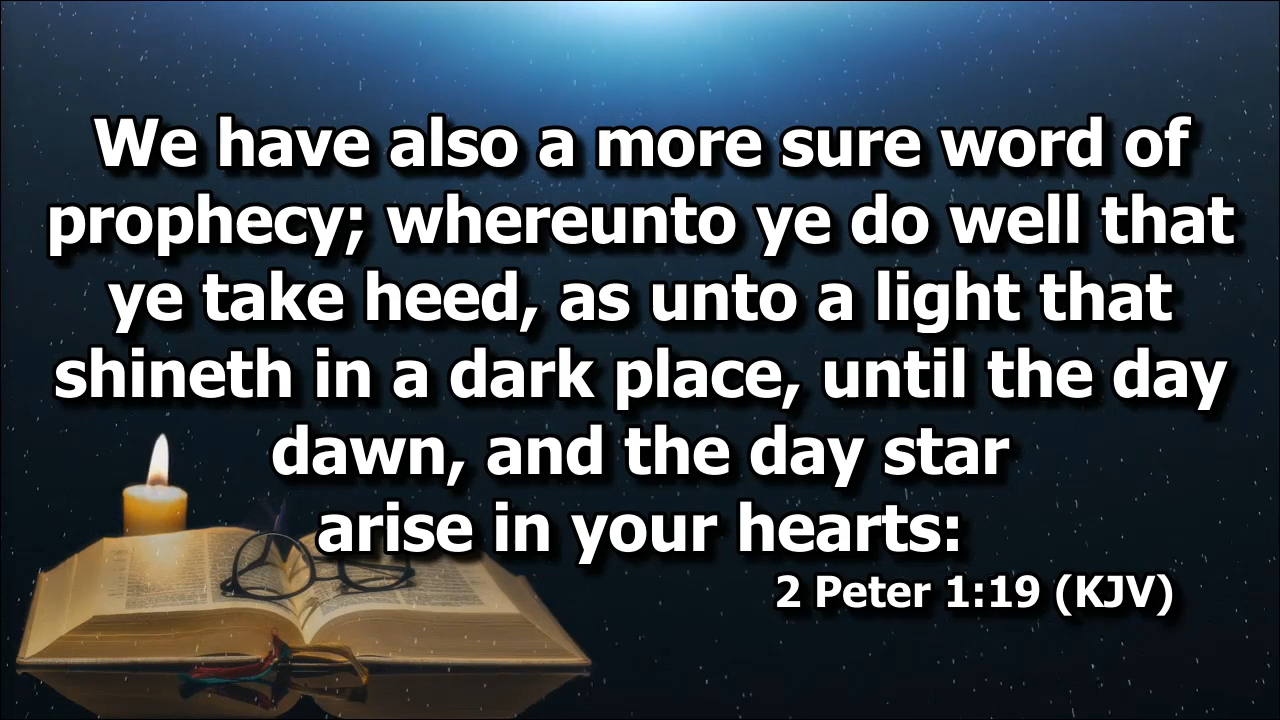 We have also a more sure word of
prophecy; whereunto ye do well that
ye take heed, as unto a light that
shineth in a dark place, until the day
dawn, and the day star
arise in your hearts:
2 Peter 1:19 (KJV)